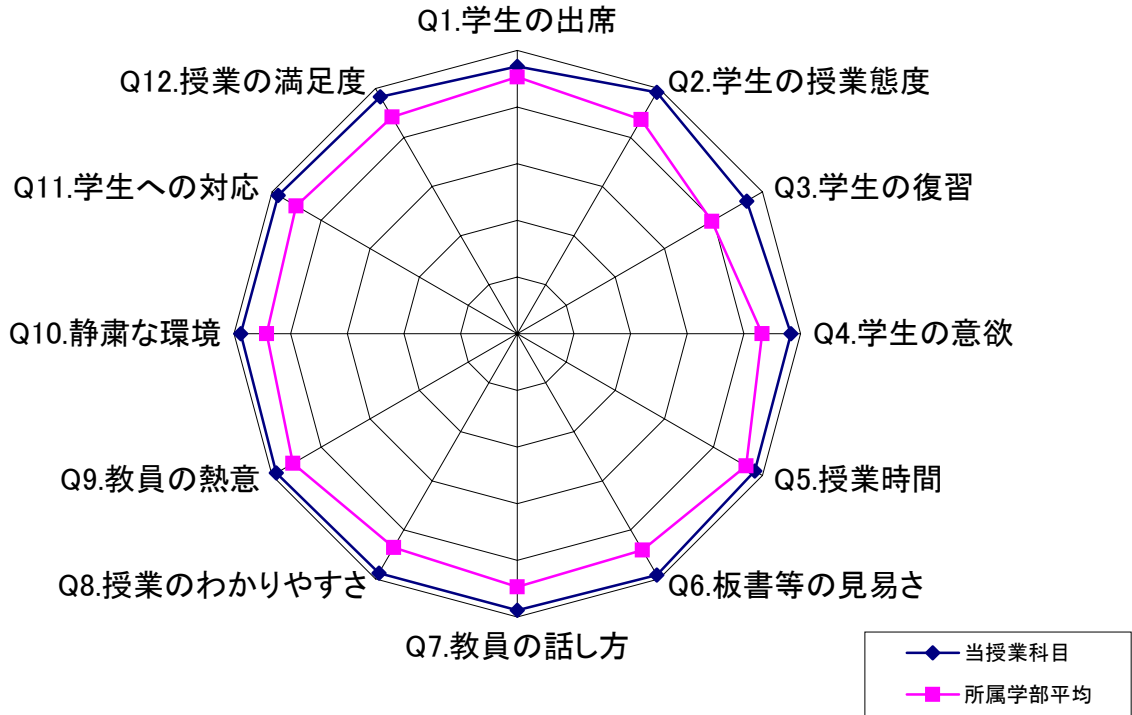 Q1.学生の出席
Q2.学生の授業態度
Q3.学生の復習
Q4.学生の意欲
Q5.授業時間
Q6.板書等の見易さ
Q7.教員の話し方
Q8.授業のわかりやすさ
Q9.教員の熱意
Q10.静粛な環境
Q11.学生への対応
Q12.授業の満足度
当授業科目
所属学部平均